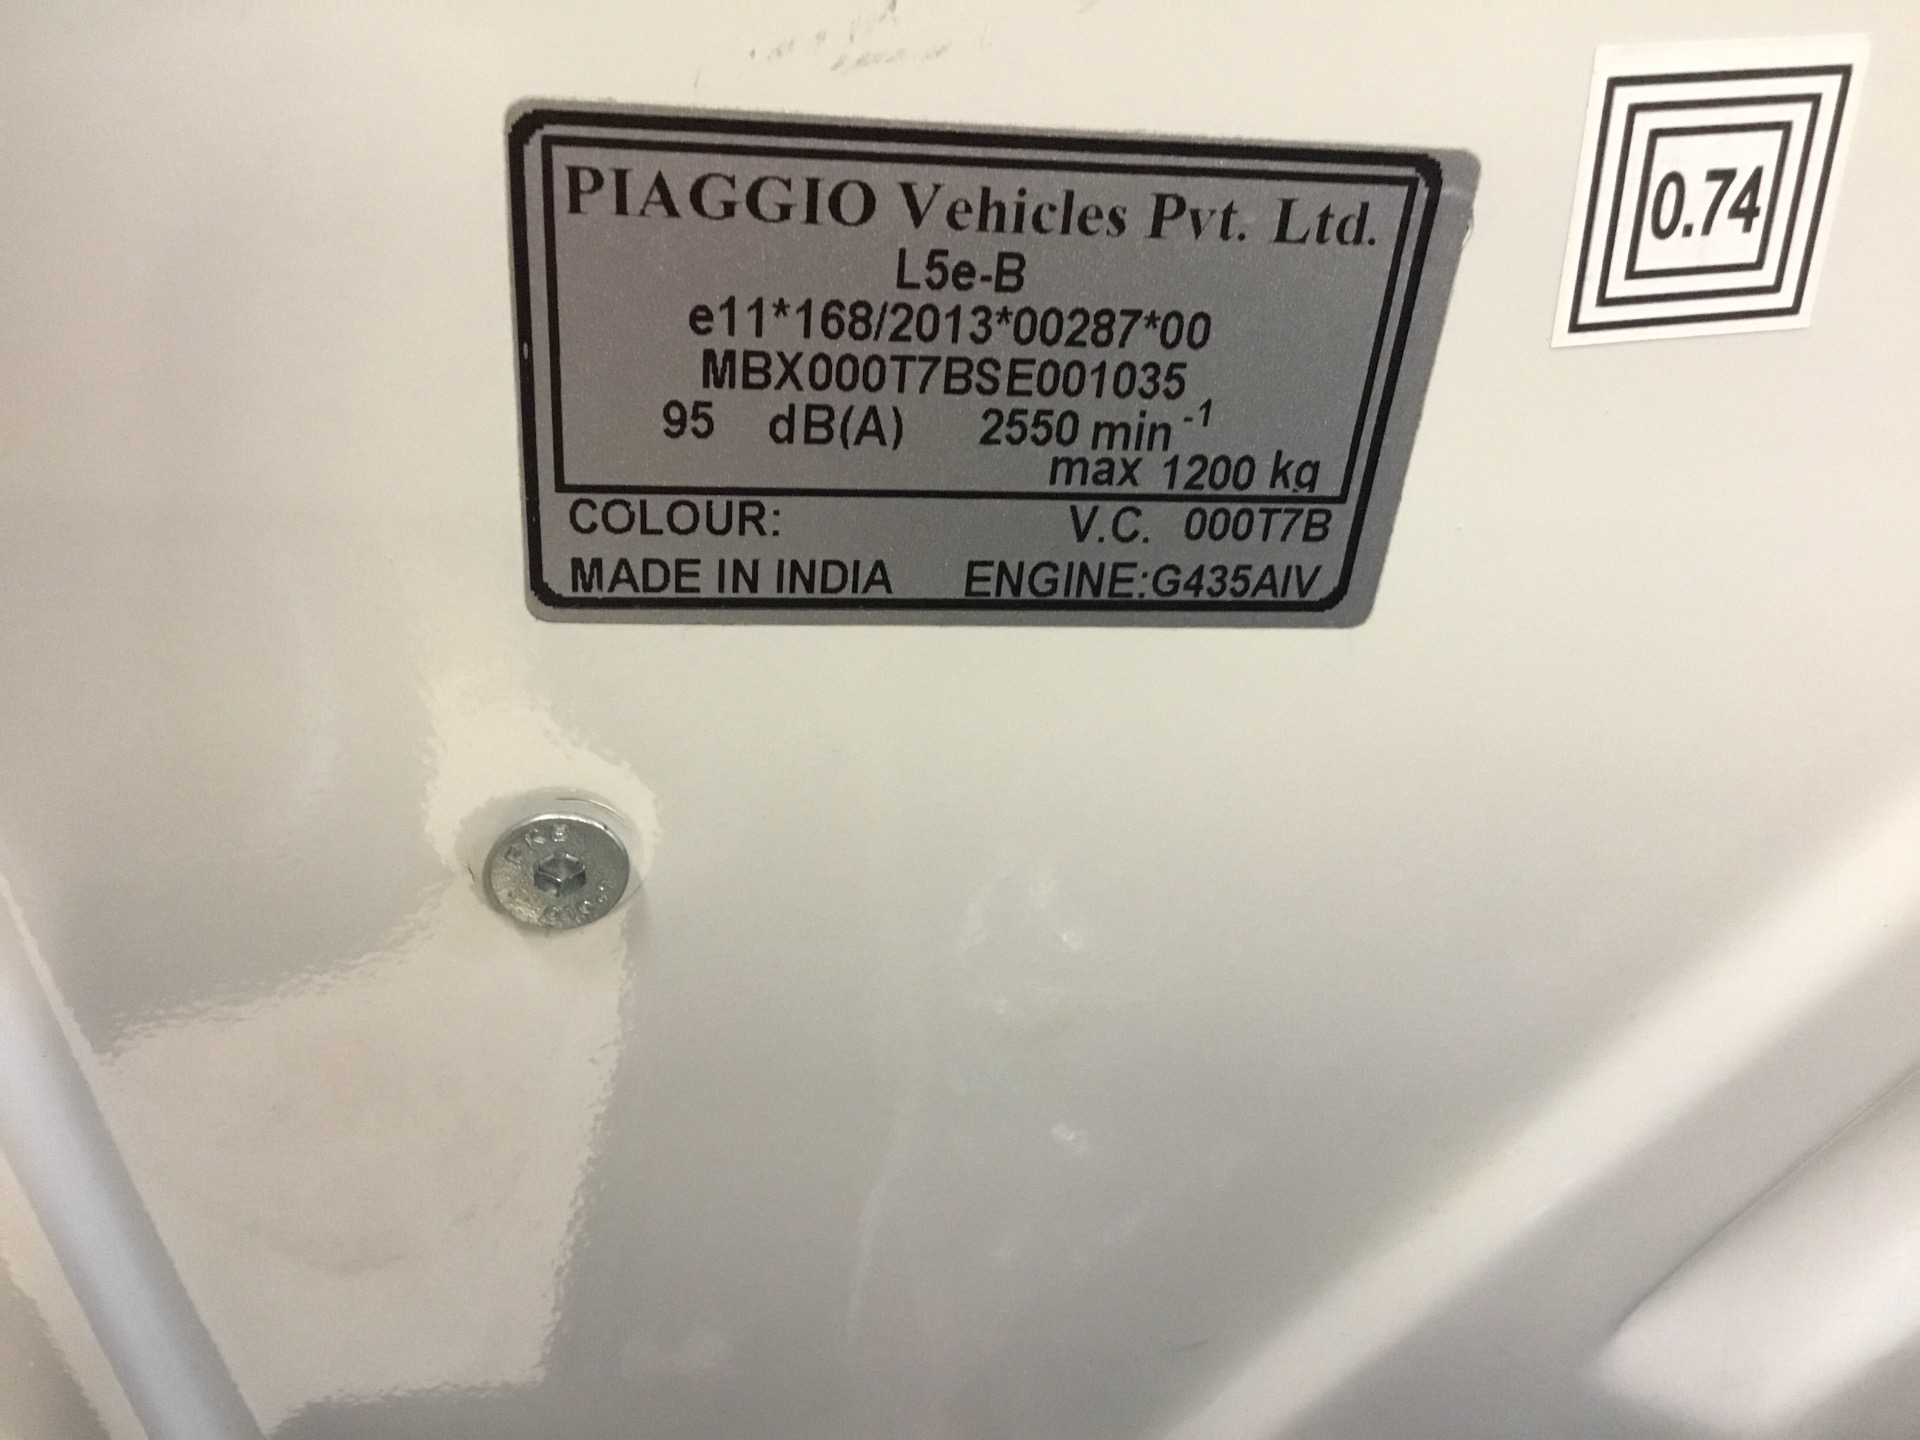 PIAGGIO Vehicles Pvt. Ltd.
L5e-B
e11*168/2013*00287*00
MBX000T7BSE001035
95 dB(A) 2550 min-1
max 1200 kg
COLOUR: V.C. 000T7B
MADE IN INDIA ENGINE:G435AIV
0.74